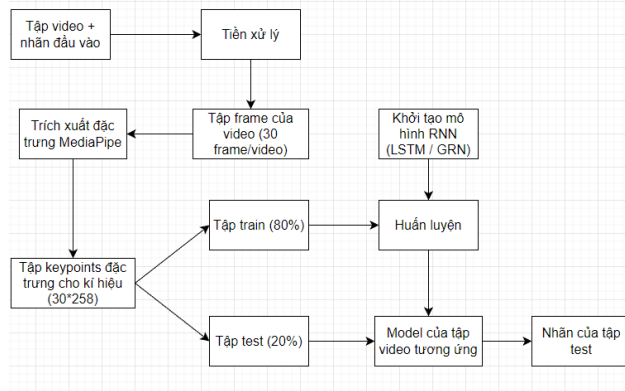 Tập video +
nhãn đầu vào
Tiền xử lý
Trích xuất đặc
trưng MediaPipe
Tập frame của
video (30
frame/video)
Khởi tạo mô
hình RNN
(LSTM / GRN)
Tập train (80%)
Huấn luyện
Tập keypoints đặc
trưng cho kí hiệu
(30*258)
Tập test (20%)
Model của tập
video tương ứng
Nhãn của tập
test